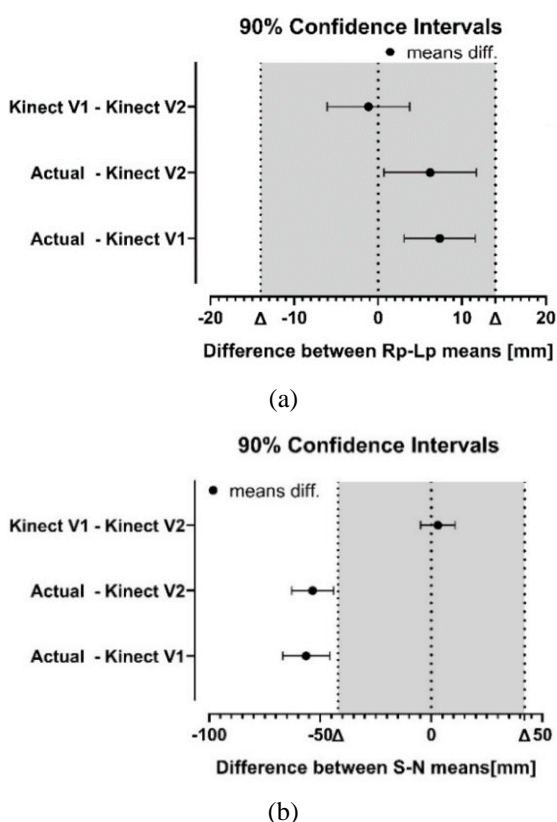 90% Confidence Intervals
● means diff.
Kinect V1 - Kinect V2
Actual - Kinect V2
Actual - Kinect V1
-20 Δ -10 0 10 Δ 20
Difference between Rp-Lp means [mm]
(a)
90% Confidence Intervals
● means diff.
Kinect V1 - Kinect V2
Actual - Kinect V2
Actual - Kinect V1
-100 -50Δ 0 Δ 50
Difference between S-N means[mm]
(b)